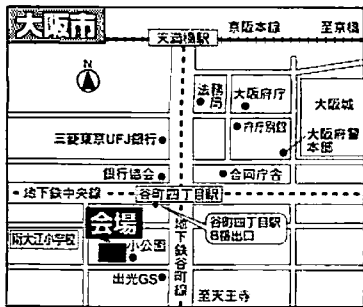 大阪市
京阪本線
至京橋
天満橋駅
N
法務局
大阪府庁
大阪城
府庁別館
三菱東京UFJ銀行
大阪府警本部
銀行協会
合同庁舎
地下鉄中央線
谷町四丁目駅
会場
谷町四丁目駅
8番出口
南大江小学校
小公園
地下鉄谷町線
出光GS
至天王寺